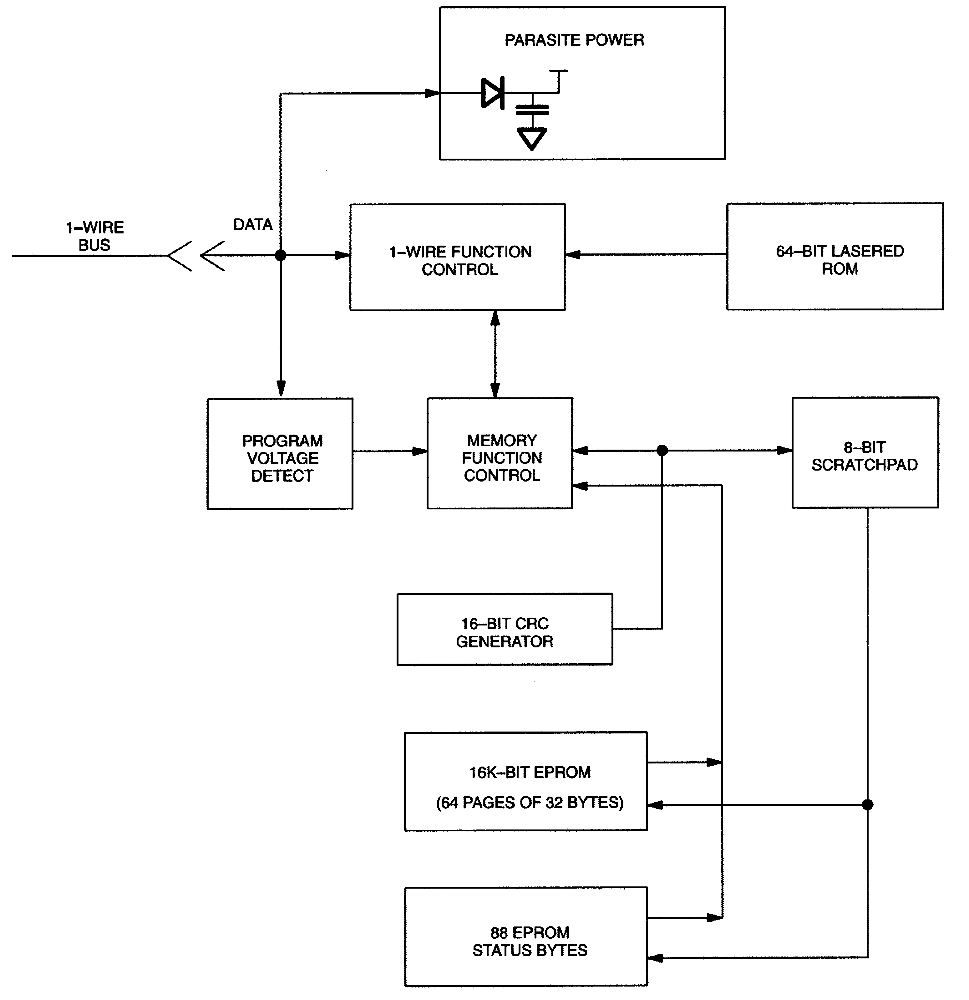 PARASITE POWER
1–WIRE
BUS
DATA
1–WIRE FUNCTION
CONTROL
64–BIT LASERED
ROM
PROGRAM
VOLTAGE
DETECT
MEMORY
FUNCTION
CONTROL
8–BIT
SCRATCHPAD
16–BIT CRC
GENERATOR
16K–BIT EPROM
(64 PAGES OF 32 BYTES)
88 EPROM
STATUS BYTES